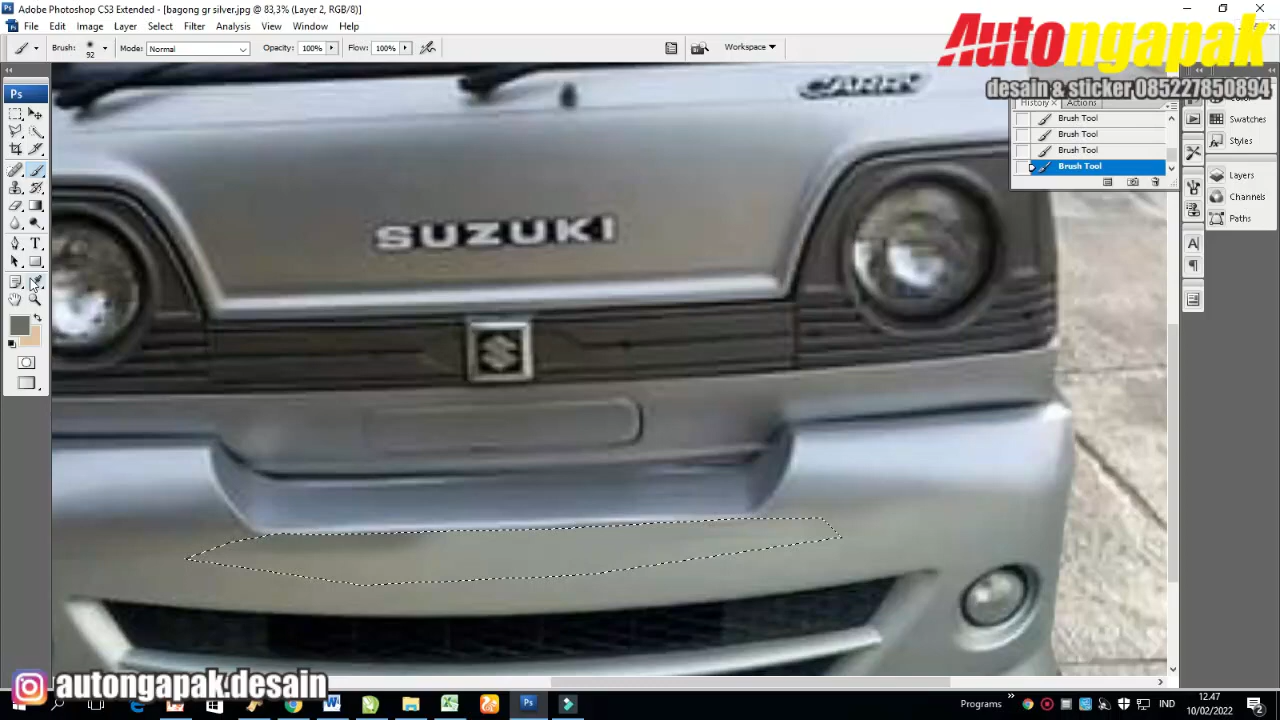 Adobe Photoshop CS3 Extended - [bagong gr silver.jpg @ 83,3% (Layer 2, RGB/8)]
File Edit Image Layer Select Filter Analysis View Window Help
Brush: 92 Mode: Normal Opacity: 100% Flow: 100% Workspace
Autongapak
desain & sticker 085227850894
Ps
History Actions
Brush Tool
Brush Tool
Brush Tool
Brush Tool
Swatches
Styles
Layers
Channels
Paths
CARRY
SUZUKI
autongapak.desain
Programs
IND
12.47
10/02/2022